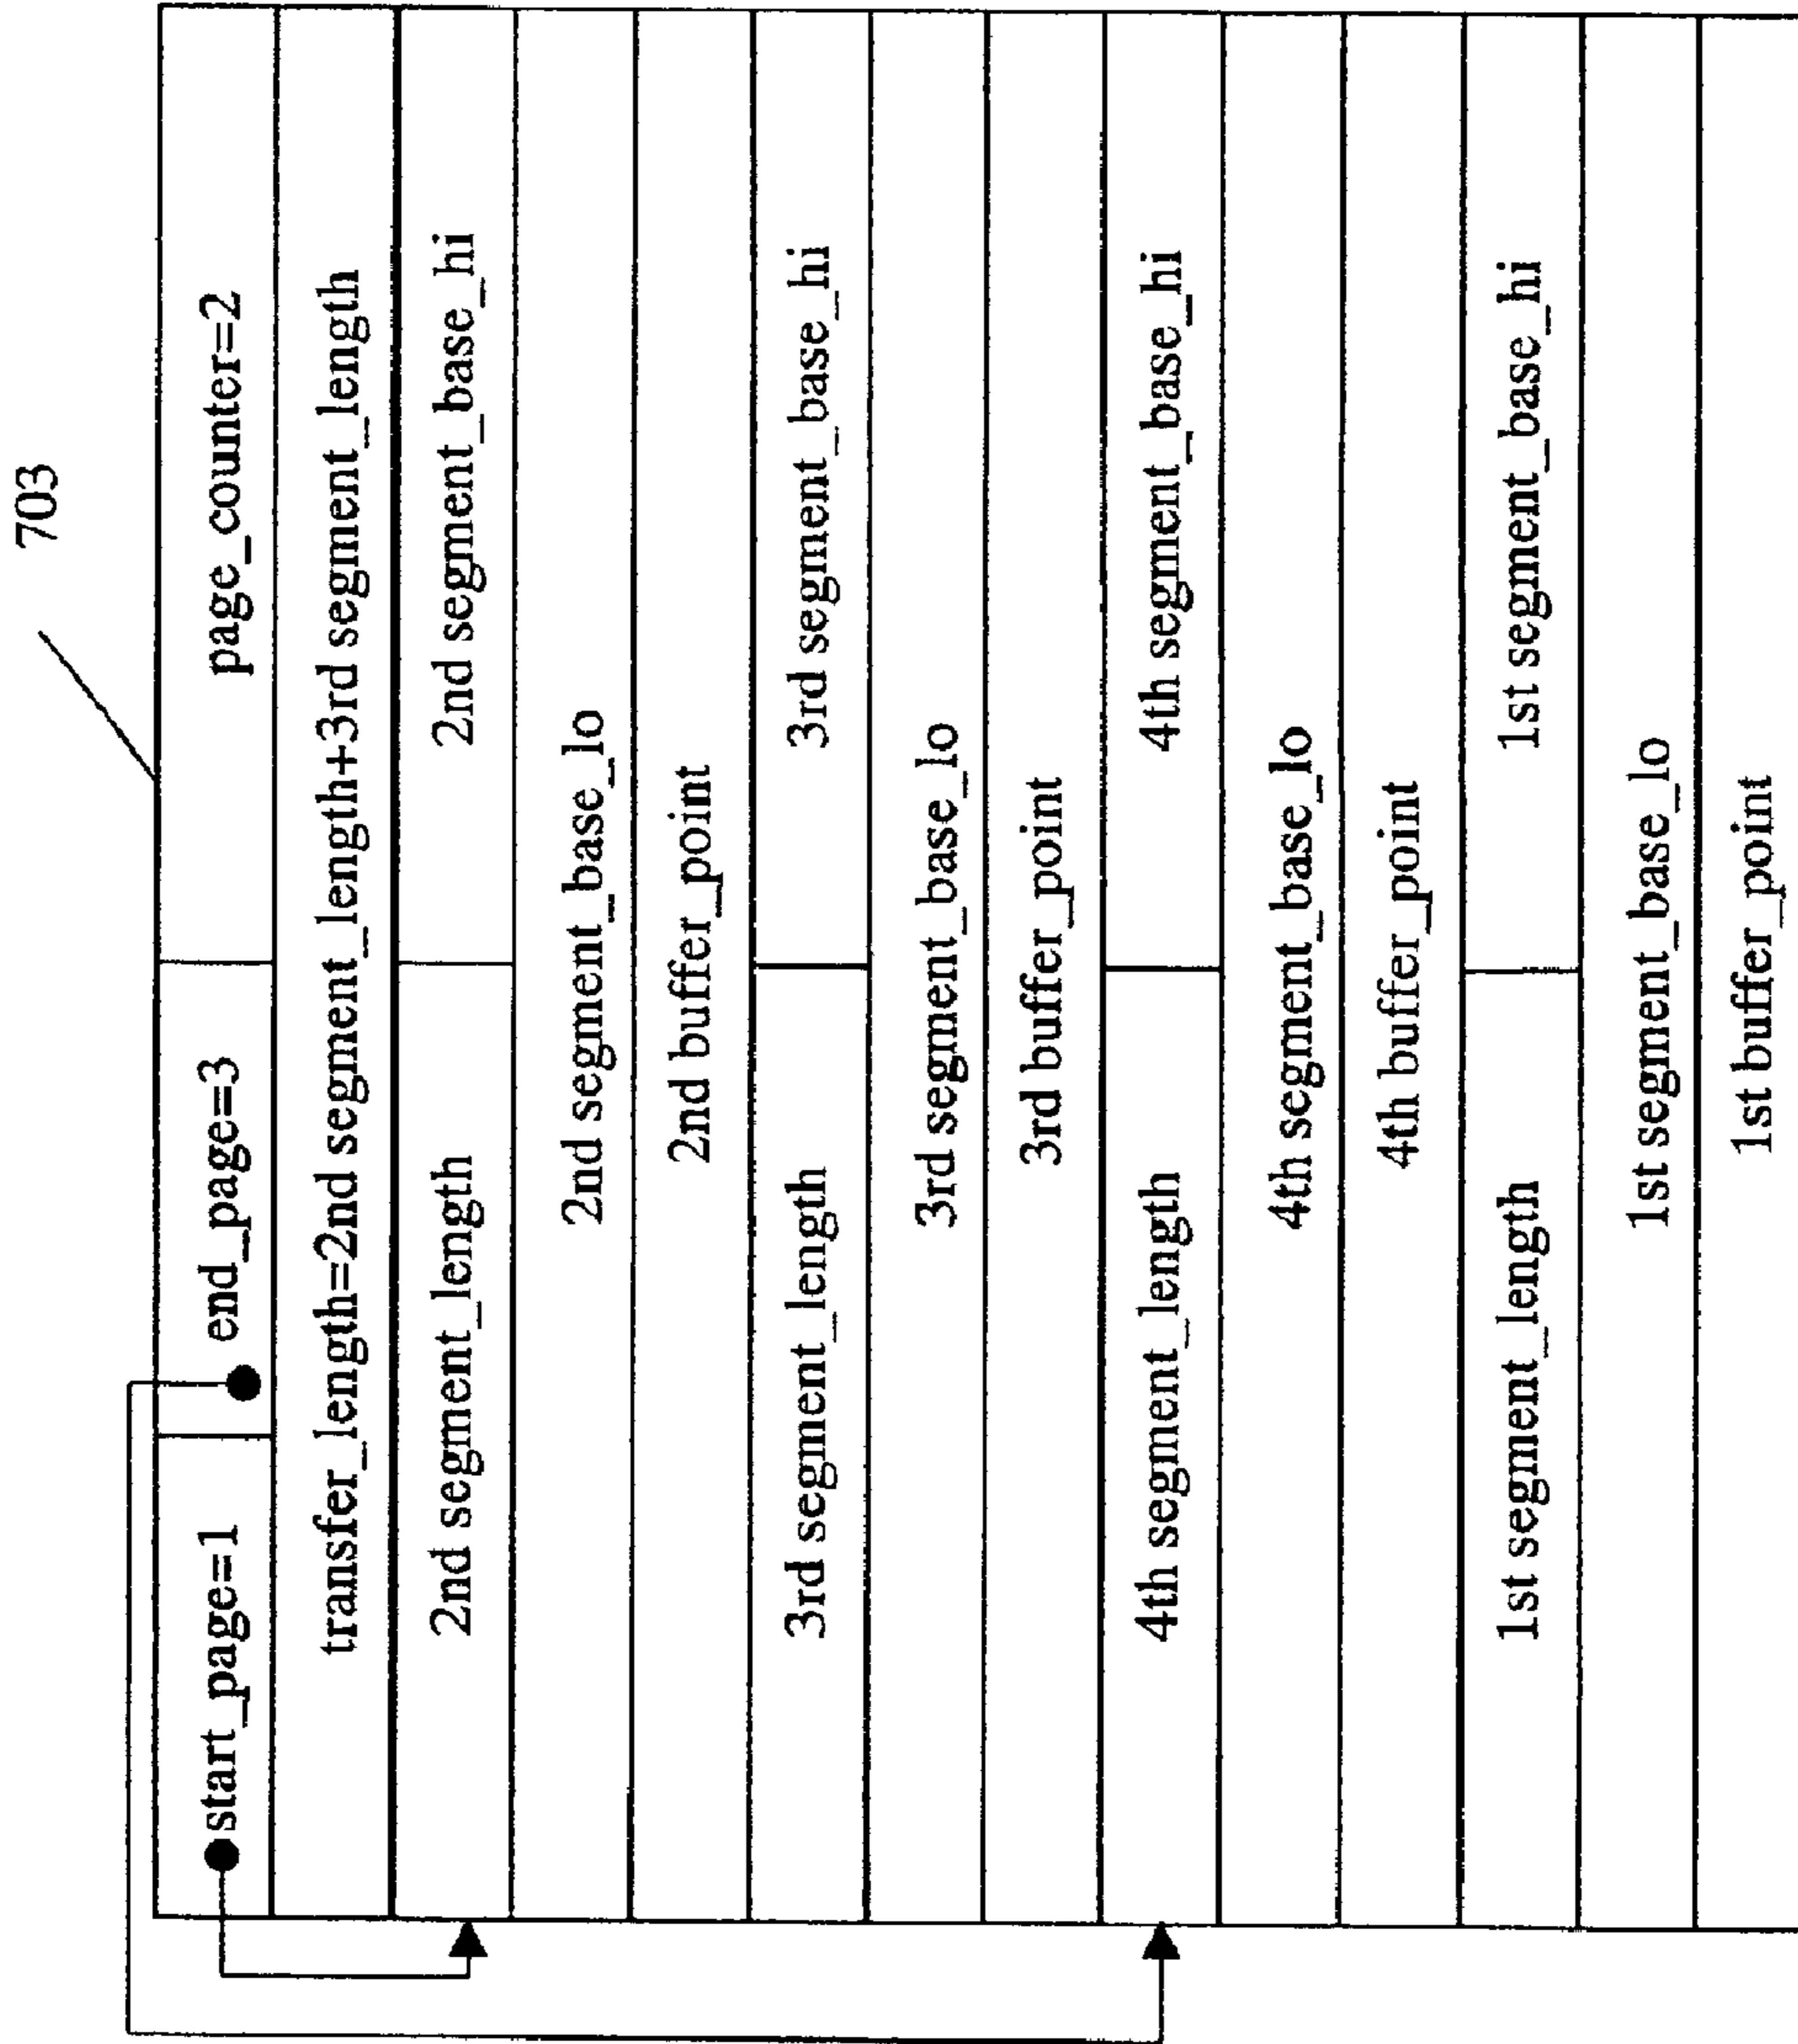 703
start_page=1 end_page=3 page_counter=2
transfer_length=2nd segment_length+3rd segment_length
2nd segment_length 2nd segment_base_hi
2nd segment_base_lo
2nd buffer_point
3rd segment_length 3rd segment_base_hi
3rd segment_base_lo
3rd buffer_point
4th segment_length 4th segment_base_hi
4th segment_base_lo
4th buffer_point
1st segment_length 1st segment_base_hi
1st segment_base_lo
1st buffer_point